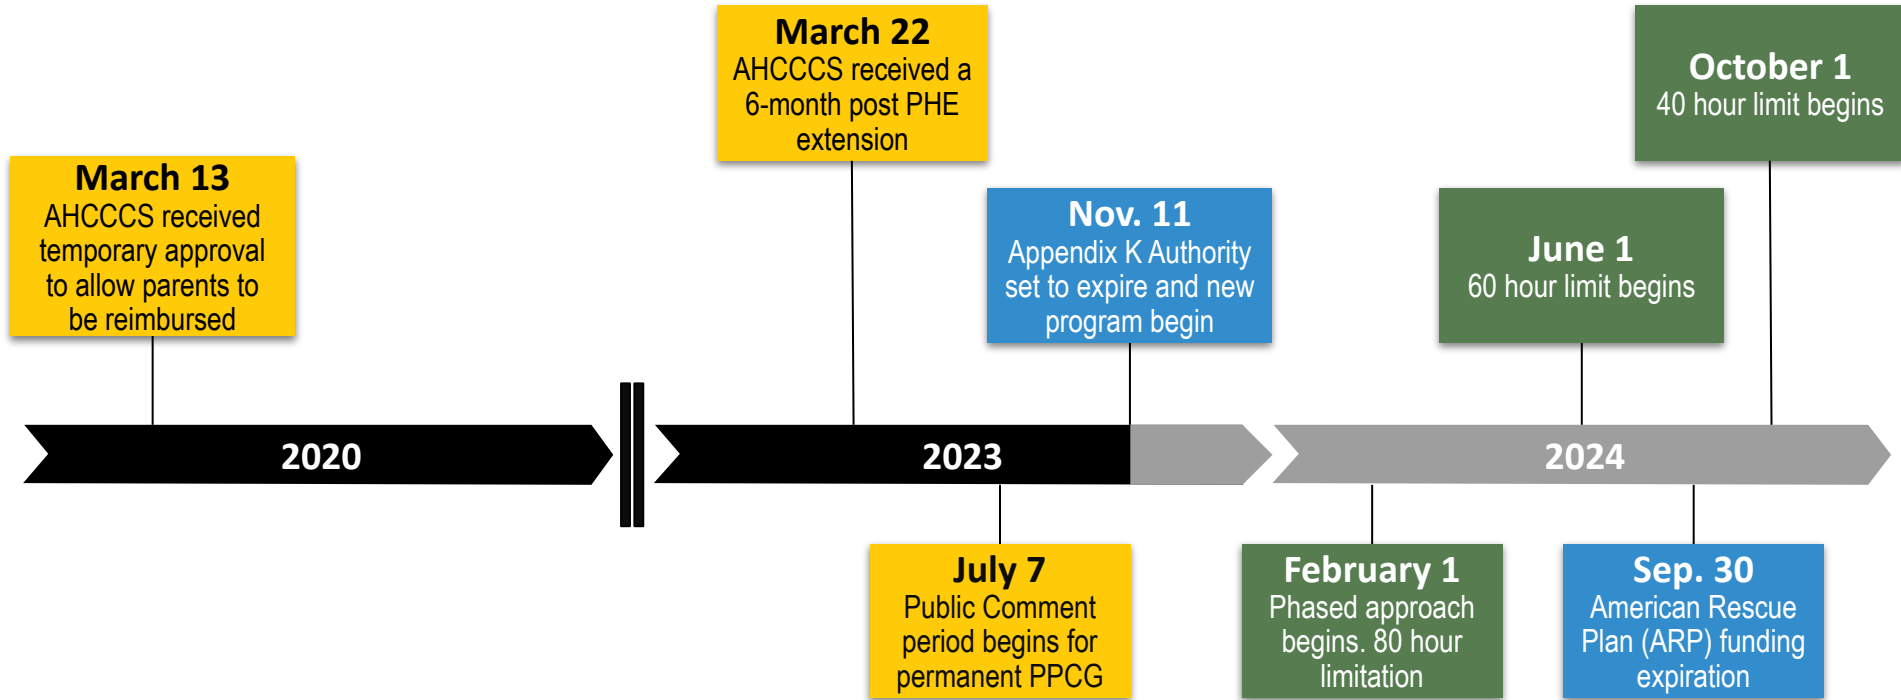 March 13
AHCCCS received
temporary approval
to allow parents to
be reimbursed
March 22
AHCCCS received a
6-month post PHE
extension
Nov. 11
Appendix K Authority
set to expire and new
program begin
June 1
60 hour limit begins
October 1
40 hour limit begins
2020
2023
2024
July 7
Public Comment
period begins for
permanent PPCG
February 1
Phased approach
begins. 80 hour
limitation
Sep. 30
American Rescue
Plan (ARP) funding
expiration